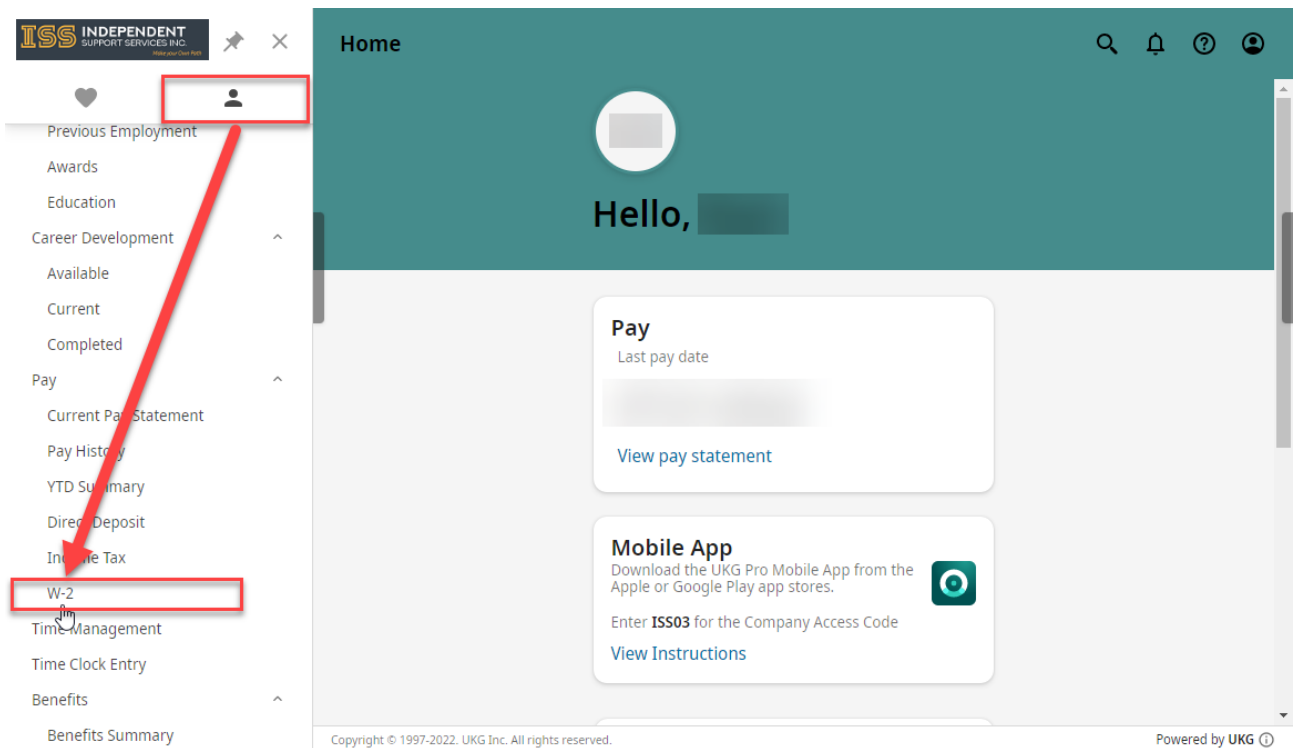 ISS INDEPENDENT
SUPPORT SERVICES INC.
Make your Own Path
Home
Previous Employment
Awards
Education
Career Development
Available
Current
Completed
Pay
Current Pay Statement
Pay History
YTD Summary
Direct Deposit
Income Tax
W-2
Time Management
Time Clock Entry
Benefits
Benefits Summary
Hello,
Pay
Last pay date
View pay statement
Mobile App
Download the UKG Pro Mobile App from the
Apple or Google Play app stores.
Enter ISS03 for the Company Access Code
View Instructions
Copyright © 1997-2022. UKG Inc. All rights reserved.
Powered by UKG